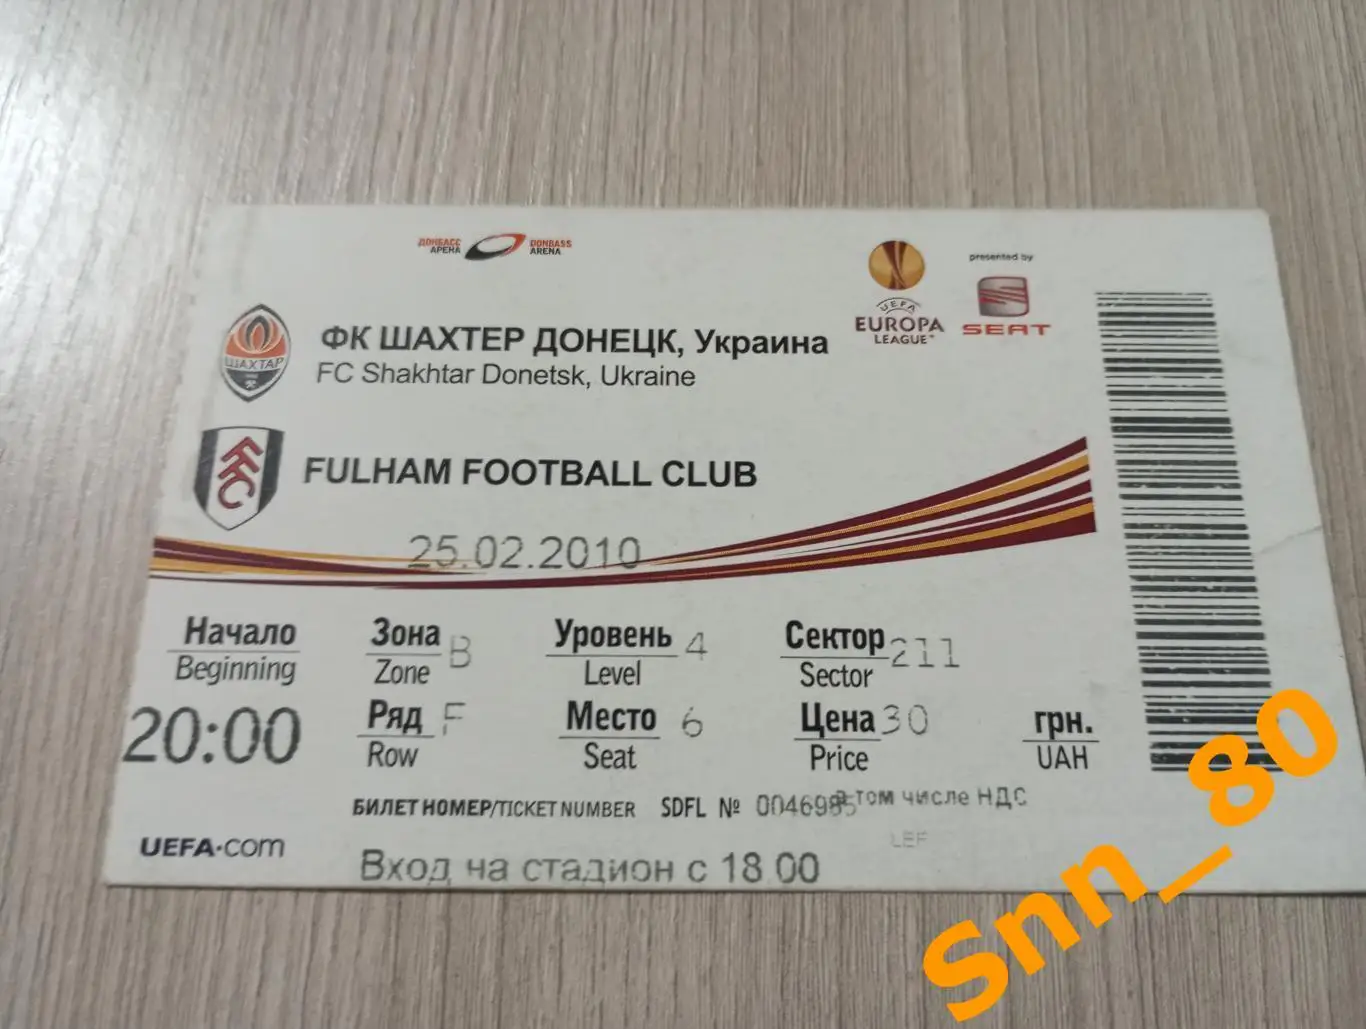 ДОНБАСС АРЕНА DONBASS ARENA
UEFA EUROPA LEAGUE
presented by
SEAT
ШАХТАР
ФК ШАХТЕР ДОНЕЦК, Украина
FC Shakhtar Donetsk, Ukraine
FFC
FULHAM FOOTBALL CLUB
25.02.2010
Начало Зона B Уровень 4 Сектор 211
Beginning Zone Level Sector
20:00 Ряд F Место 6 Цена 30 грн.
Row Seat Price UAH
БИЛЕТ НОМЕР/TICKET NUMBER SDFL № 0046985 в том числе НДС
UEFA.com
LEF
Вход на стадион с 18.00
Snn_80